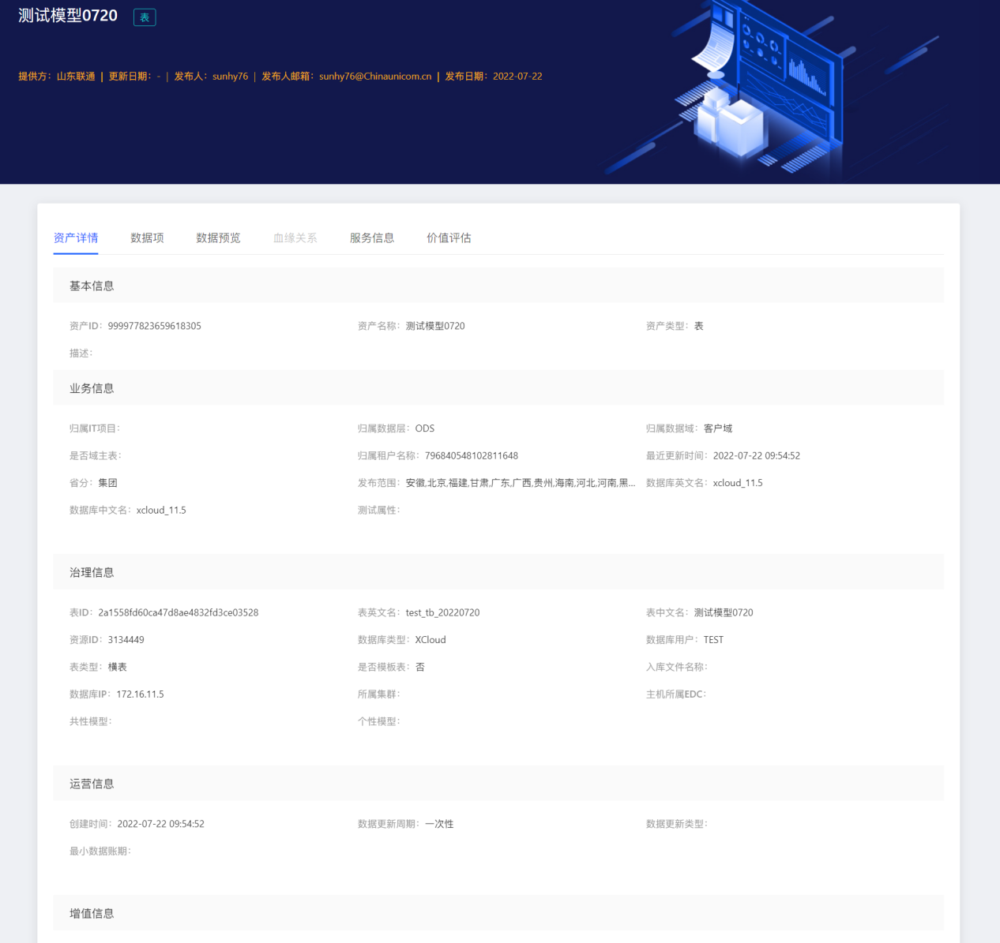 测试模型0720 表
提供方：山东联通 | 更新日期：- | 发布人：sunhy76 | 发布人邮箱：sunhy76@Chinaunicom.cn | 发布日期：2022-07-22
资产详情 数据项 数据预览 血缘关系 服务信息 价值评估
基本信息
资产ID：999977823659618305 资产名称：测试模型0720 资产类型：表
描述：
业务信息
归属IT项目： 归属数据层：ODS 归属数据域：客户域
是否域主表： 归属租户名称：796840548102811648 最近更新时间：2022-07-22 09:54:52
省分：集团 发布范围：安徽,北京,福建,甘肃,广东,广西,贵州,海南,河北,河南,黑... 数据库英文名：xcloud_11.5
数据库中文名：xcloud_11.5 测试属性：
治理信息
表ID：2a1558fd60ca47d8ae4832fd3ce03528 表英文名：test_tb_20220720 表中文名：测试模型0720
资源ID：3134449 数据库类型：XCloud 数据库用户：TEST
表类型：横表 是否模板表：否 入库文件名称：
数据库IP：172.16.11.5 所属集群： 主机所属EDC：
共性模型： 个性模型：
运营信息
创建时间：2022-07-22 09:54:52 数据更新周期：一次性 数据更新类型：
最小数据账期：
增值信息